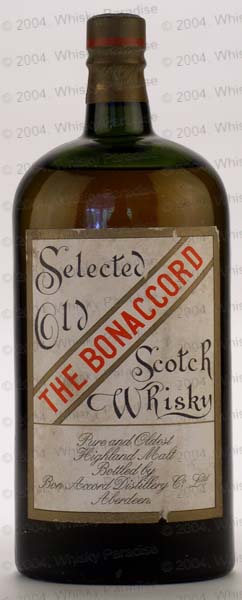 Selected
Old
THE BONACCORD
Scotch
Whisky
Pure and Oldest
Highland Malt
Bottled by
Bon Accord Distillery Co. Ltd
Aberdeen.
© 2004. Whisky Paradise